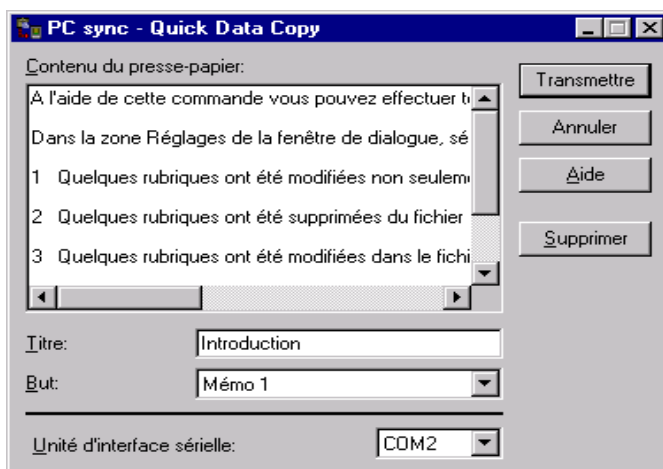 PC sync - Quick Data Copy
Contenu du presse-papier:
A l'aide de cette commande vous pouvez effectuer
Dans la zone Réglages de la fenêtre de dialogue, sé
1 Quelques rubriques ont été modifiées non seulem
2 Quelques rubriques ont été supprimées du fichier
3 Quelques rubriques ont été modifiées dans le fichi
Transmettre
Annuler
Aide
Supprimer
Titre: Introduction
But: Mémo 1
Unité d'interface sérielle: COM2